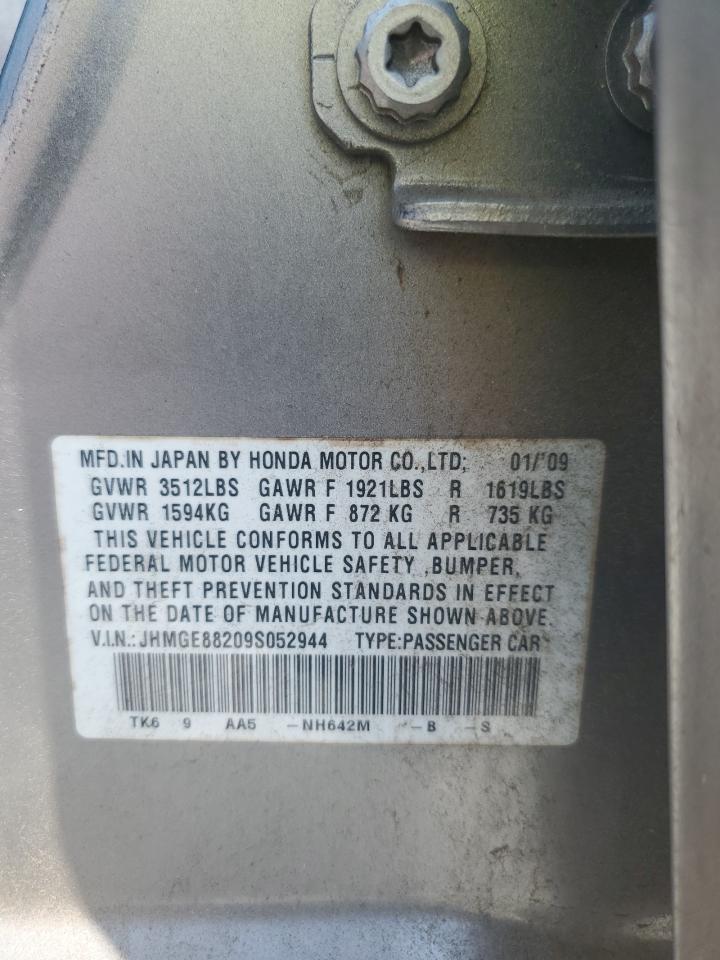 MFD.IN JAPAN BY HONDA MOTOR CO.,LTD; 01/'09
GVWR 3512LBS GAWR F 1921LBS R 1619LBS
GVWR 1594KG GAWR F 872 KG R 735 KG
THIS VEHICLE CONFORMS TO ALL APPLICABLE
FEDERAL MOTOR VEHICLE SAFETY ,BUMPER,
AND THEFT PREVENTION STANDARDS IN EFFECT
ON THE DATE OF MANUFACTURE SHOWN ABOVE.
V.I.N.: JHMGE88209S052944 TYPE:PASSENGER CAR
TK6 9 AA5 -NH642M -B -S